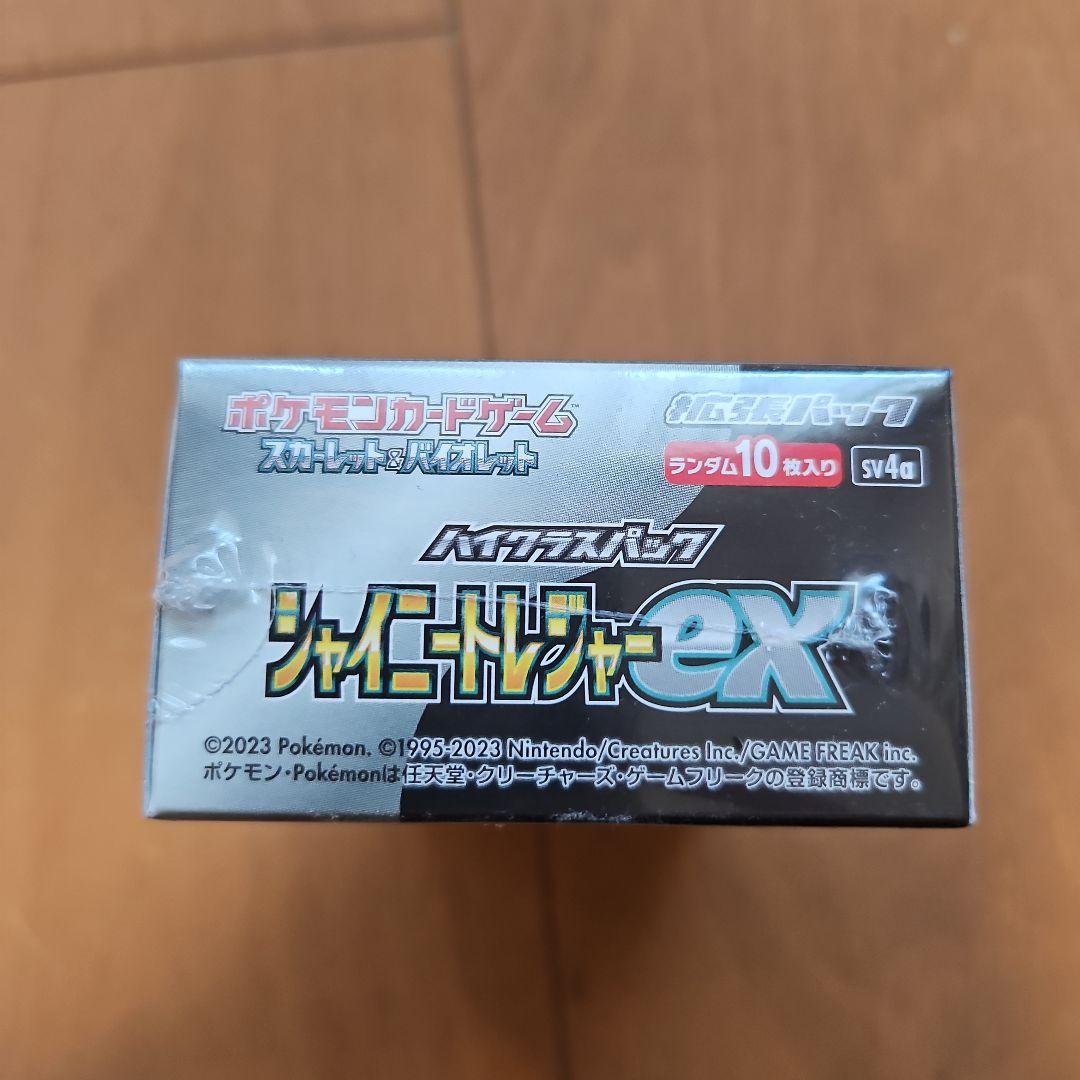 ポケモンカードゲーム™
スカーレット&バイオレット
拡張パック
ランダム10枚入り SV4a
ハイクラスパック
シャイニートレジャーex
©2023 Pokémon. ©1995-2023 Nintendo/Creatures Inc./GAME FREAK inc.
ポケモン・Pokémonは任天堂・クリーチャーズ・ゲームフリークの登録商標です。